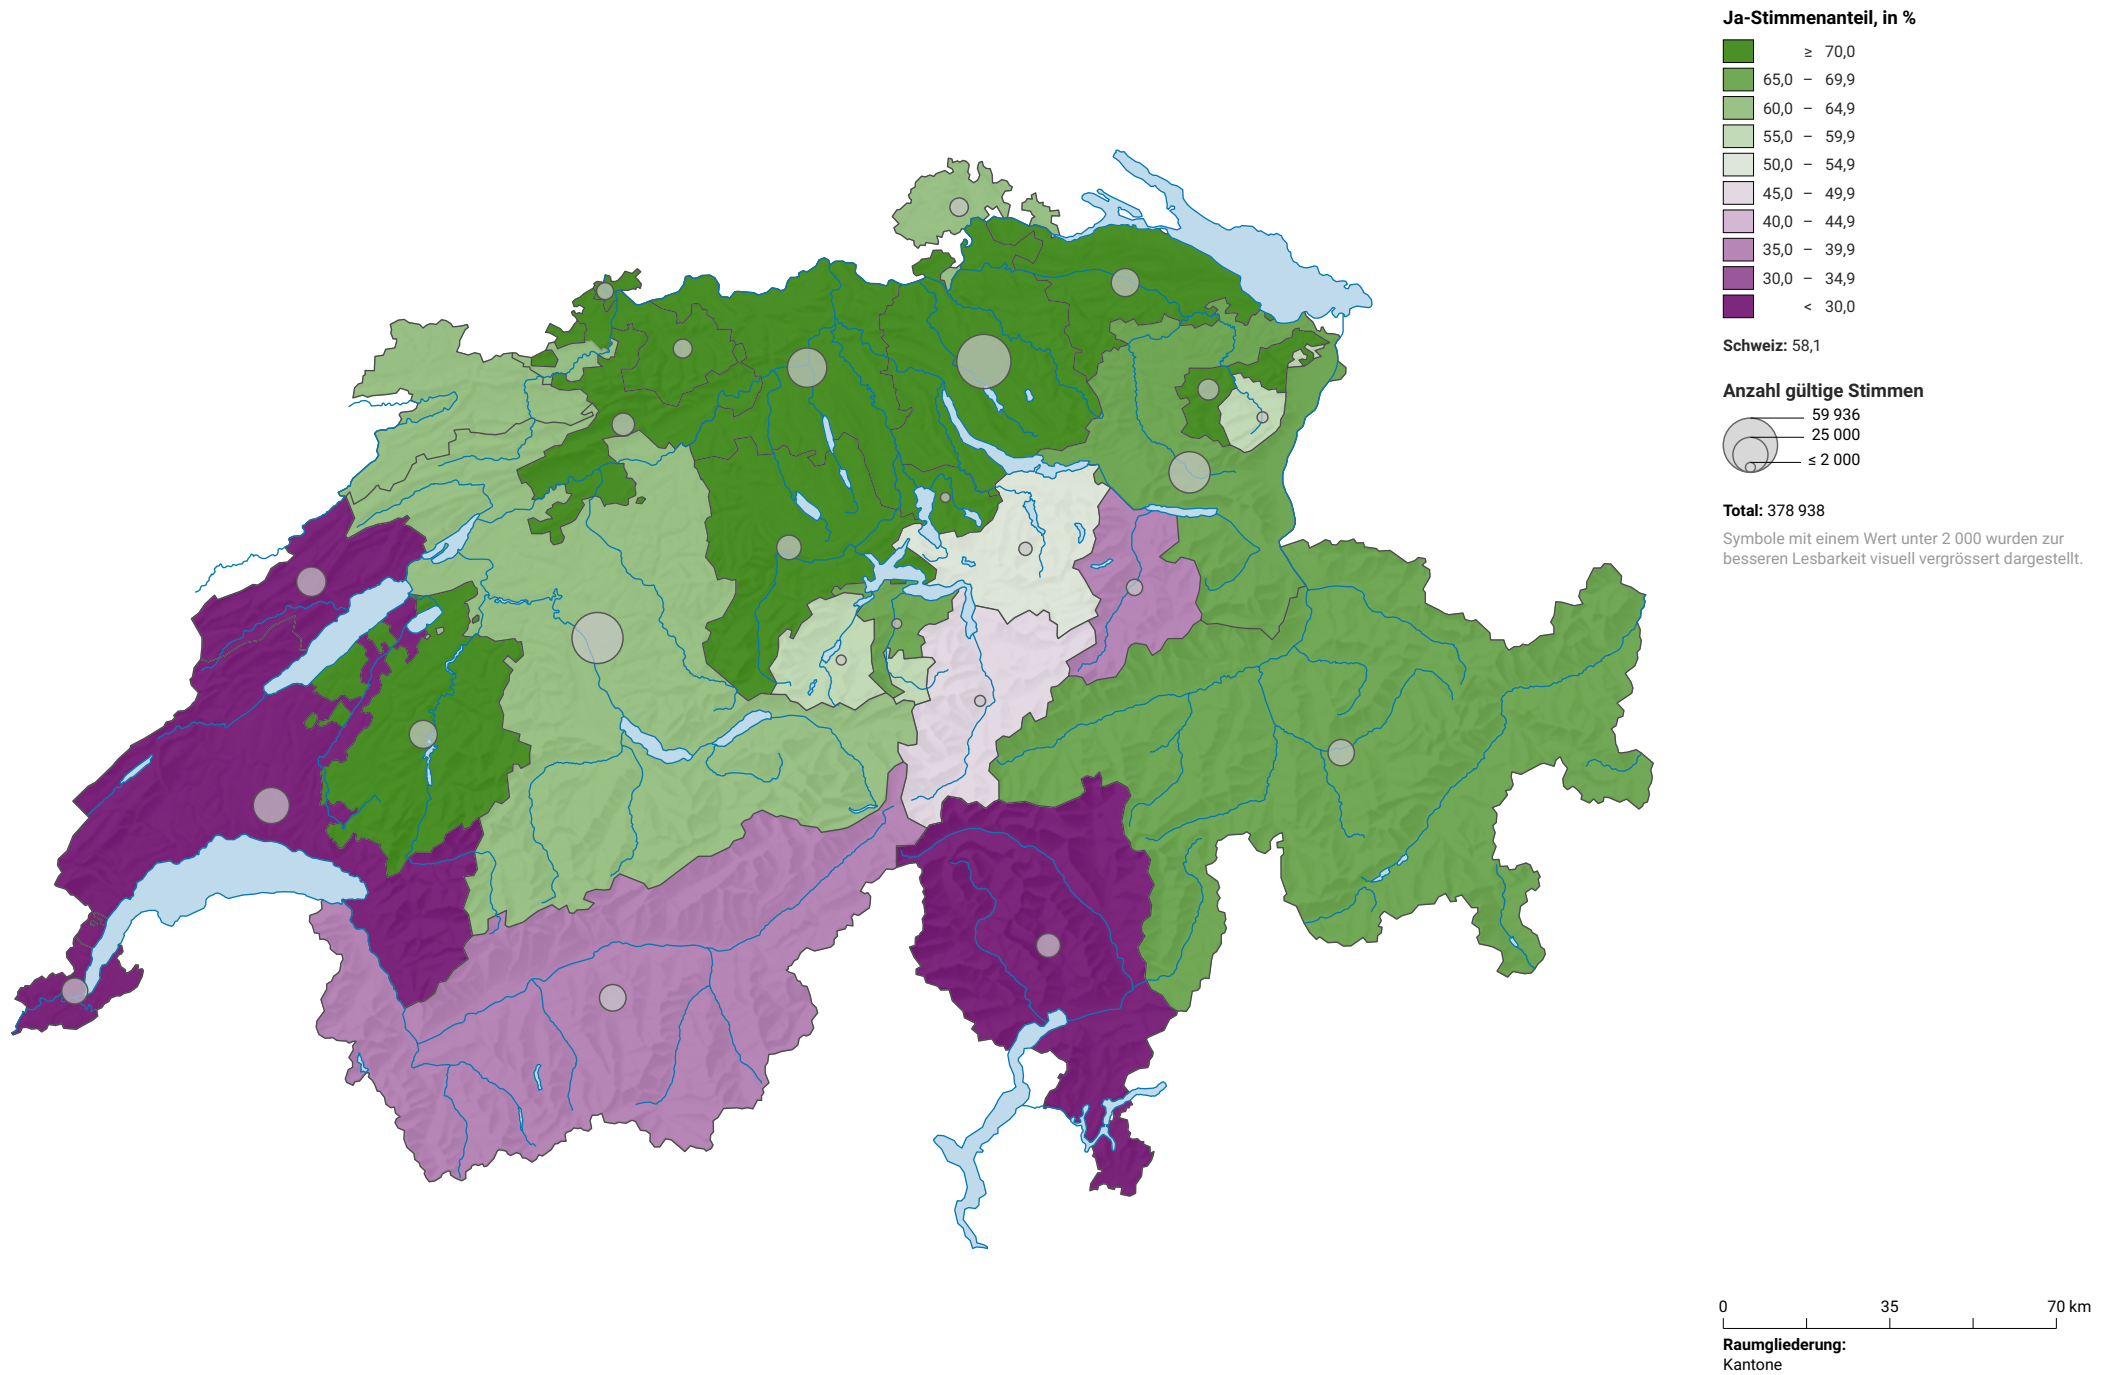 Ja-Stimmenanteil, in %
≥ 70,0
65,0 – 69,9
60,0 – 64,9
55,0 – 59,9
50,0 – 54,9
45,0 – 49,9
40,0 – 44,9
35,0 – 39,9
30,0 – 34,9
< 30,0
Schweiz: 58,1
Anzahl gültige Stimmen
59 936
25 000
≤ 2 000
Total: 378 938
Symbole mit einem Wert unter 2 000 wurden zur
besseren Lesbarkeit visuell vergrössert dargestellt.
0 35 70 km
Raumgliederung:
Kantone